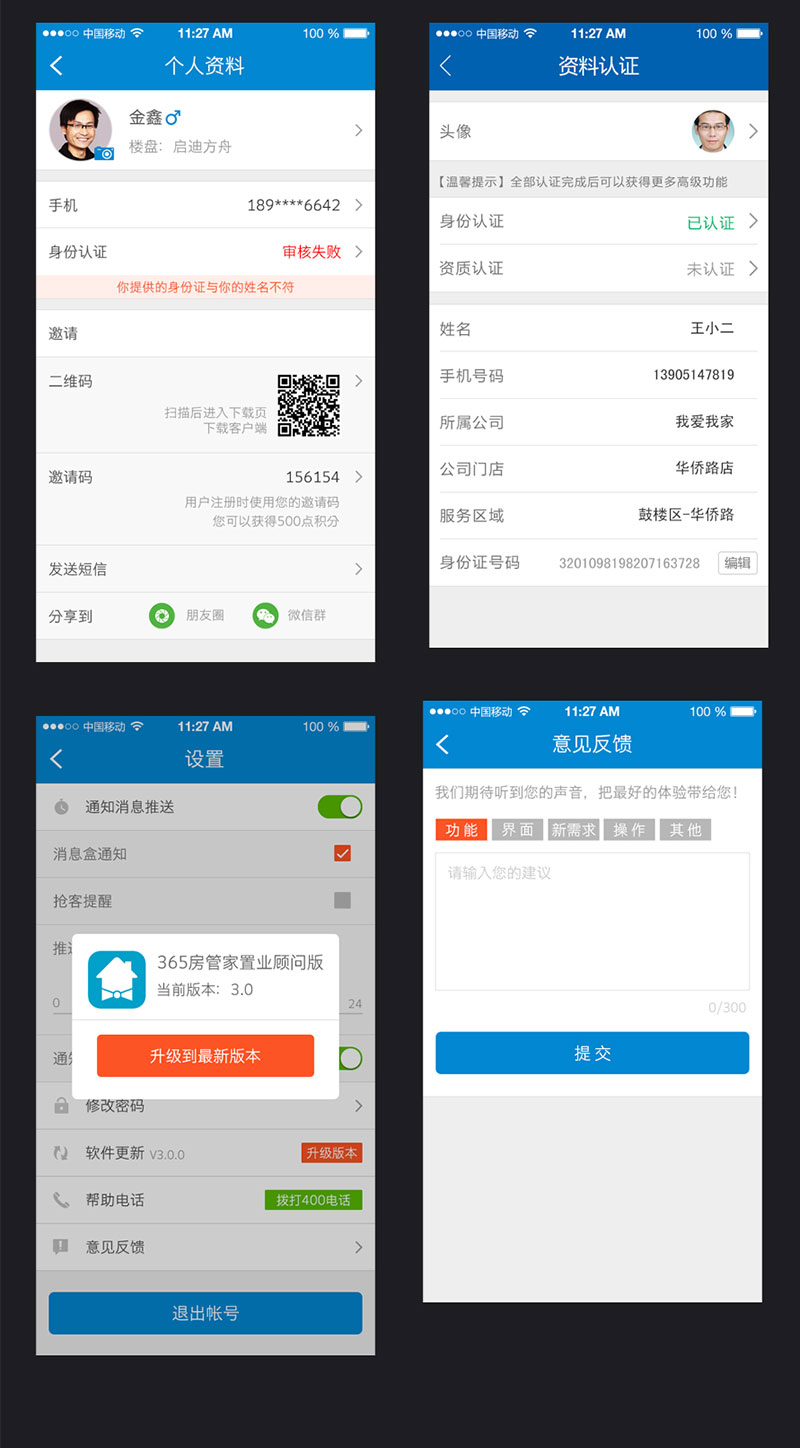 中国移动 11:27 AM 100 %
个人资料
金鑫
楼盘：启迪方舟
手机 189****6642
身份认证 审核失败
你提供的身份证与你的姓名不符
邀请
二维码
扫描后进入下载页
下载客户端
邀请码 156154
用户注册时使用您的邀请码
您可以获得500点积分
发送短信
分享到 朋友圈 微信群
中国移动 11:27 AM 100 %
资料认证
头像
【温馨提示】全部认证完成后可以获得更多高级功能
身份认证 已认证
资质认证 未认证
姓名 王小二
手机号码 13905147819
所属公司 我爱我家
公司门店 华侨路店
服务区域 鼓楼区-华侨路
身份证号码 3201098198207163728 编辑
中国移动 11:27 AM 100 %
设置
通知消息推送
消息盒通知
抢客提醒
推送
0 24
通知
365房管家置业顾问版
当前版本：3.0
升级到最新版本
修改密码
软件更新 V3.0.0 升级版本
帮助电话 拨打400电话
意见反馈
退出帐号
中国移动 11:27 AM 100 %
意见反馈
我们期待听到您的声音，把最好的体验带给您！
功能 界面 新需求 操作 其他
请输入您的建议
0/300
提交